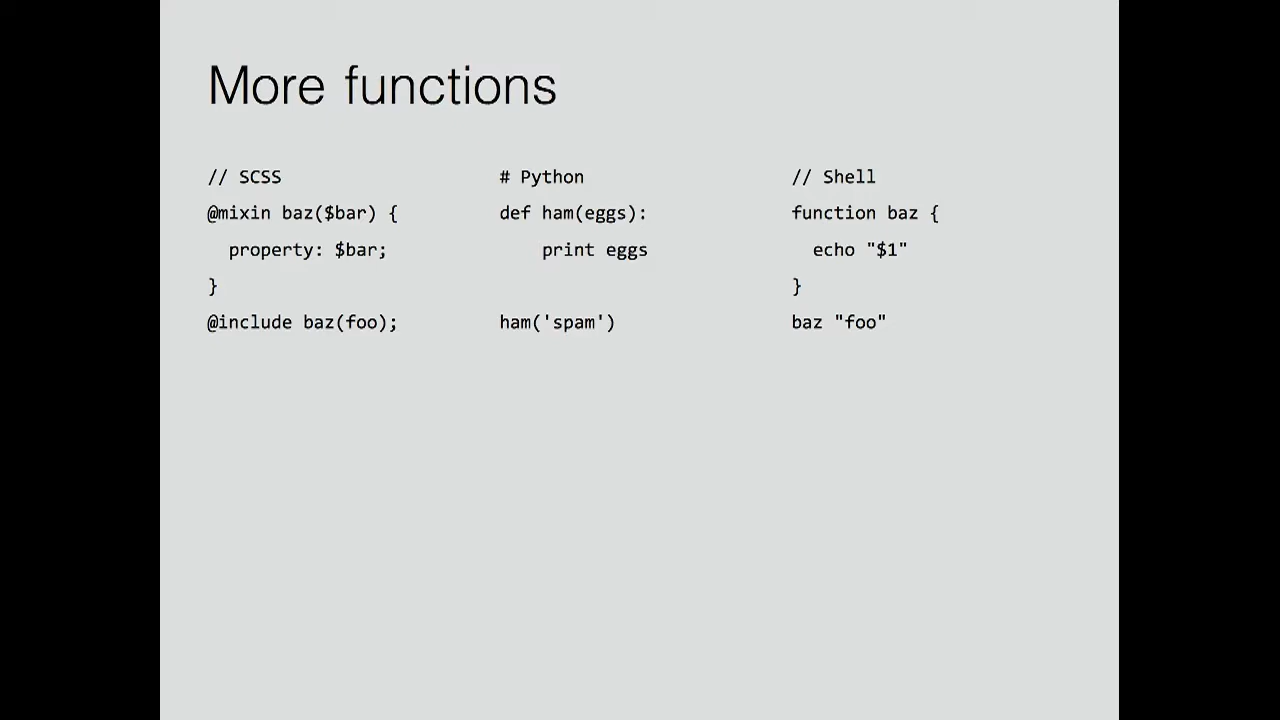 More functions
// SCSS
@mixin baz($bar) {
  property: $bar;
}
@include baz(foo);
# Python
def ham(eggs):
    print eggs
ham('spam')
// Shell
function baz {
  echo "$1"
}
baz "foo"